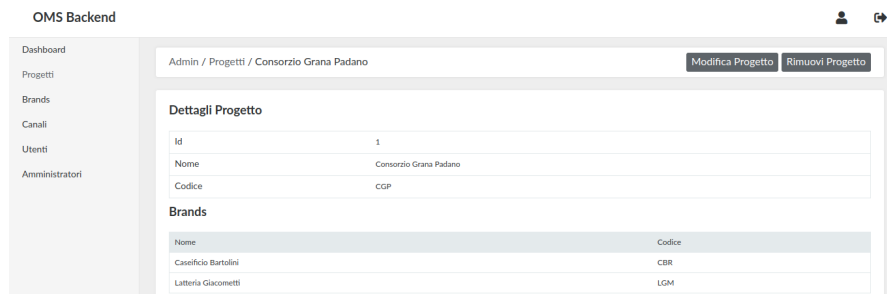 OMS Backend
Dashboard
Progetti
Brands
Canali
Utenti
Amministratori
Admin / Progetti / Consorzio Grana Padano
Modifica Progetto
Rimuovi Progetto
Dettagli Progetto
Id 1
Nome Consorzio Grana Padano
Codice CGP
Brands
Nome Codice
Caseificio Bartolini CBR
Latteria Giacometti LGM